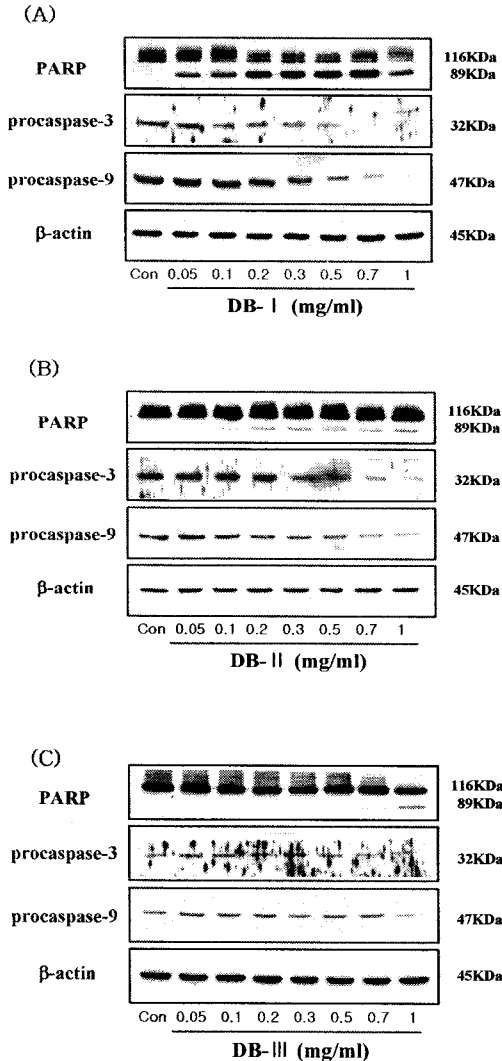 (A)
PARP
116KDa
89KDa
procaspase-3
32KDa
procaspase-9
47KDa
β-actin
45KDa
Con 0.05 0.1 0.2 0.3 0.5 0.7 1
DB-Ⅰ (mg/ml)
(B)
PARP
116KDa
89KDa
procaspase-3
32KDa
procaspase-9
47KDa
β-actin
45KDa
Con 0.05 0.1 0.2 0.3 0.5 0.7 1
DB-Ⅱ (mg/ml)
(C)
PARP
116KDa
89KDa
procaspase-3
32KDa
procaspase-9
47KDa
β-actin
45KDa
Con 0.05 0.1 0.2 0.3 0.5 0.7 1
DB-Ⅲ (mg/ml)